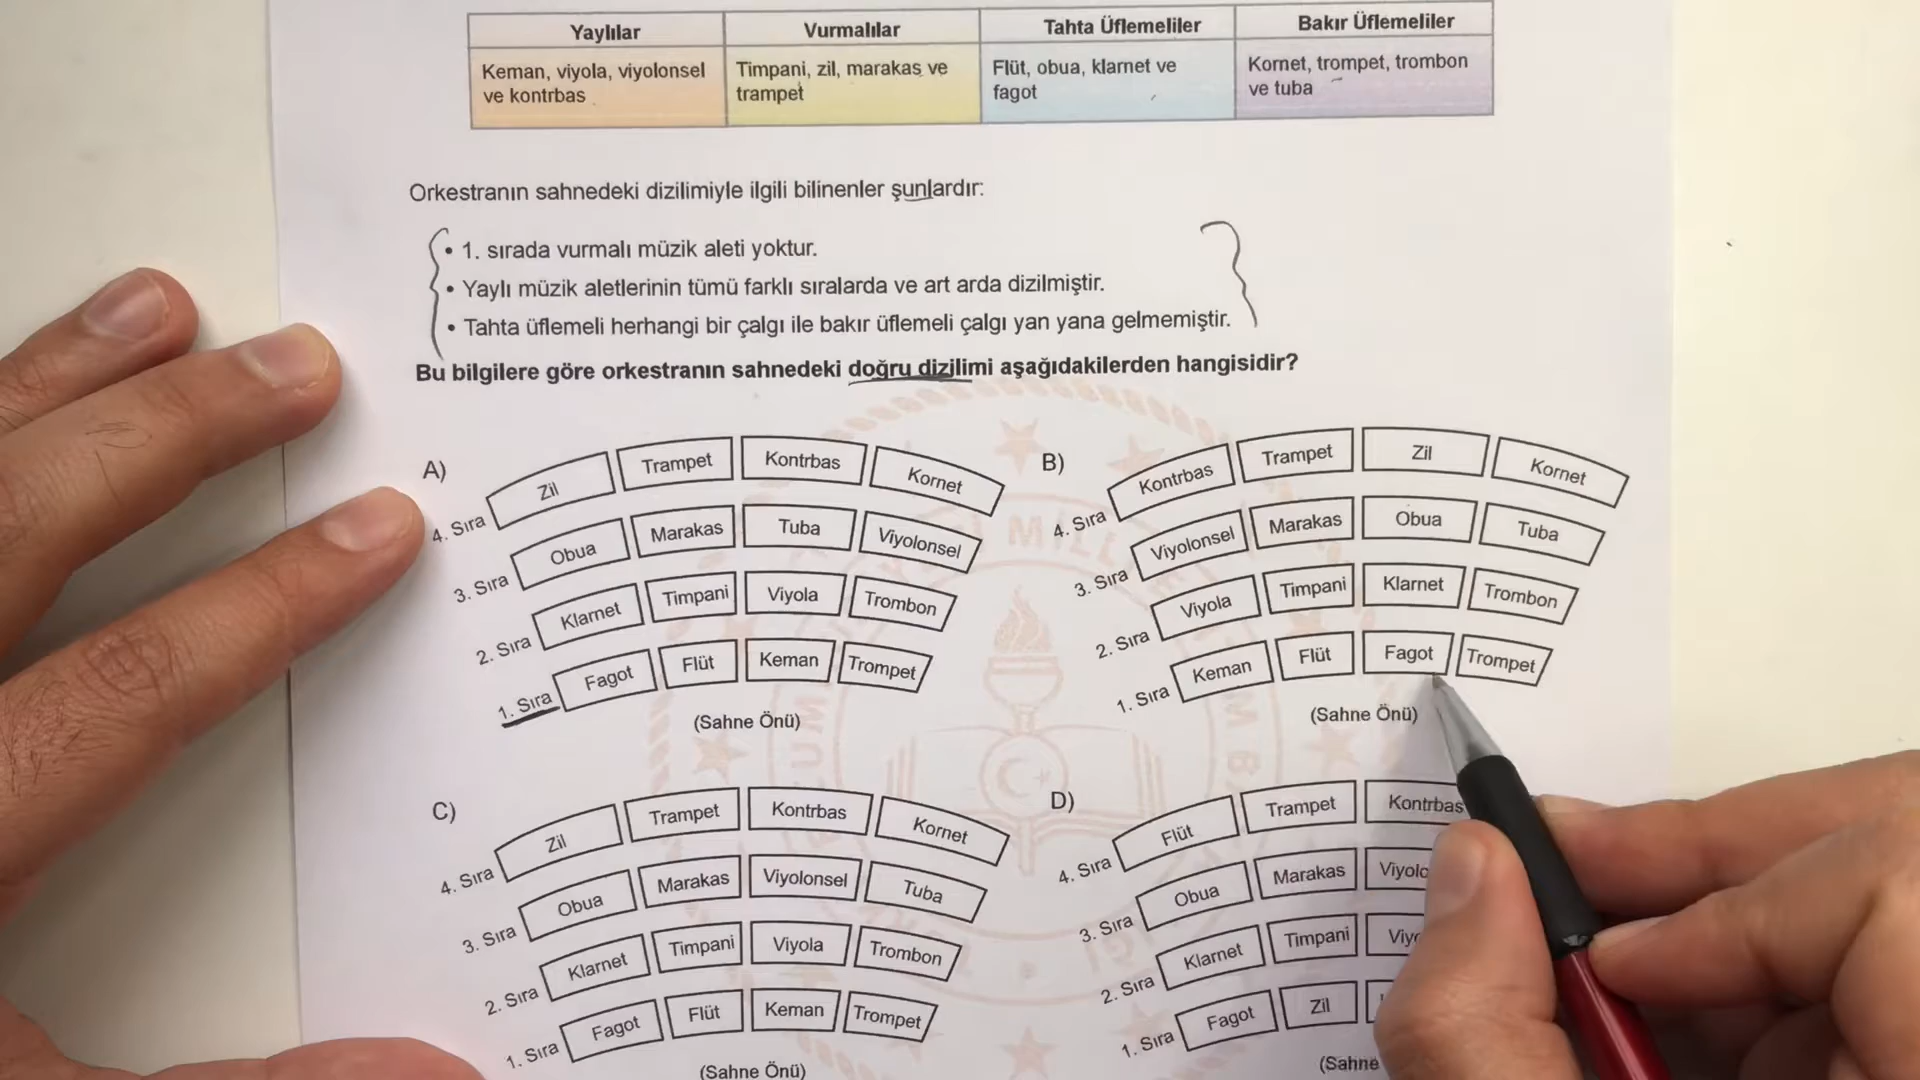 Yaylılar
Vurmalılar
Tahta Üflemeliler
Bakır Üflemeliler
Keman, viyola, viyolonsel
ve kontrbas
Timpani, zil, marakas ve
trampet
Flüt, obua, klarnet ve
fagot
Kornet, trompet, trombon
ve tuba
Orkestranın sahnedeki dizilimiyle ilgili bilinenler şunlardır:
• 1. sırada vurmalı müzik aleti yoktur.
• Yaylı müzik aletlerinin tümü farklı sıralarda ve art arda dizilmiştir.
• Tahta üflemeli herhangi bir çalgı ile bakır üflemeli çalgı yan yana gelmemiştir.
Bu bilgilere göre orkestranın sahnedeki doğru dizilimi aşağıdakilerden hangisidir?
A)
4. Sıra Zil Trampet Kontrbas Kornet
3. Sıra Obua Marakas Tuba Viyolonsel
2. Sıra Klarnet Timpani Viyola Trombon
1. Sıra Fagot Flüt Keman Trompet
(Sahne Önü)
B)
4. Sıra Kontrbas Trampet Zil Kornet
3. Sıra Viyolonsel Marakas Obua Tuba
2. Sıra Viyola Timpani Klarnet Trombon
1. Sıra Keman Flüt Fagot Trompet
(Sahne Önü)
C)
4. Sıra Zil Trampet Kontrbas Kornet
3. Sıra Obua Marakas Viyolonsel Tuba
2. Sıra Klarnet Timpani Viyola Trombon
1. Sıra Fagot Flüt Keman Trompet
(Sahne Önü)
D)
4. Sıra Flüt Trampet Kontrbas
3. Sıra Obua Marakas
2. Sıra Klarnet Timpani
1. Sıra Fagot Zil
(Sahne